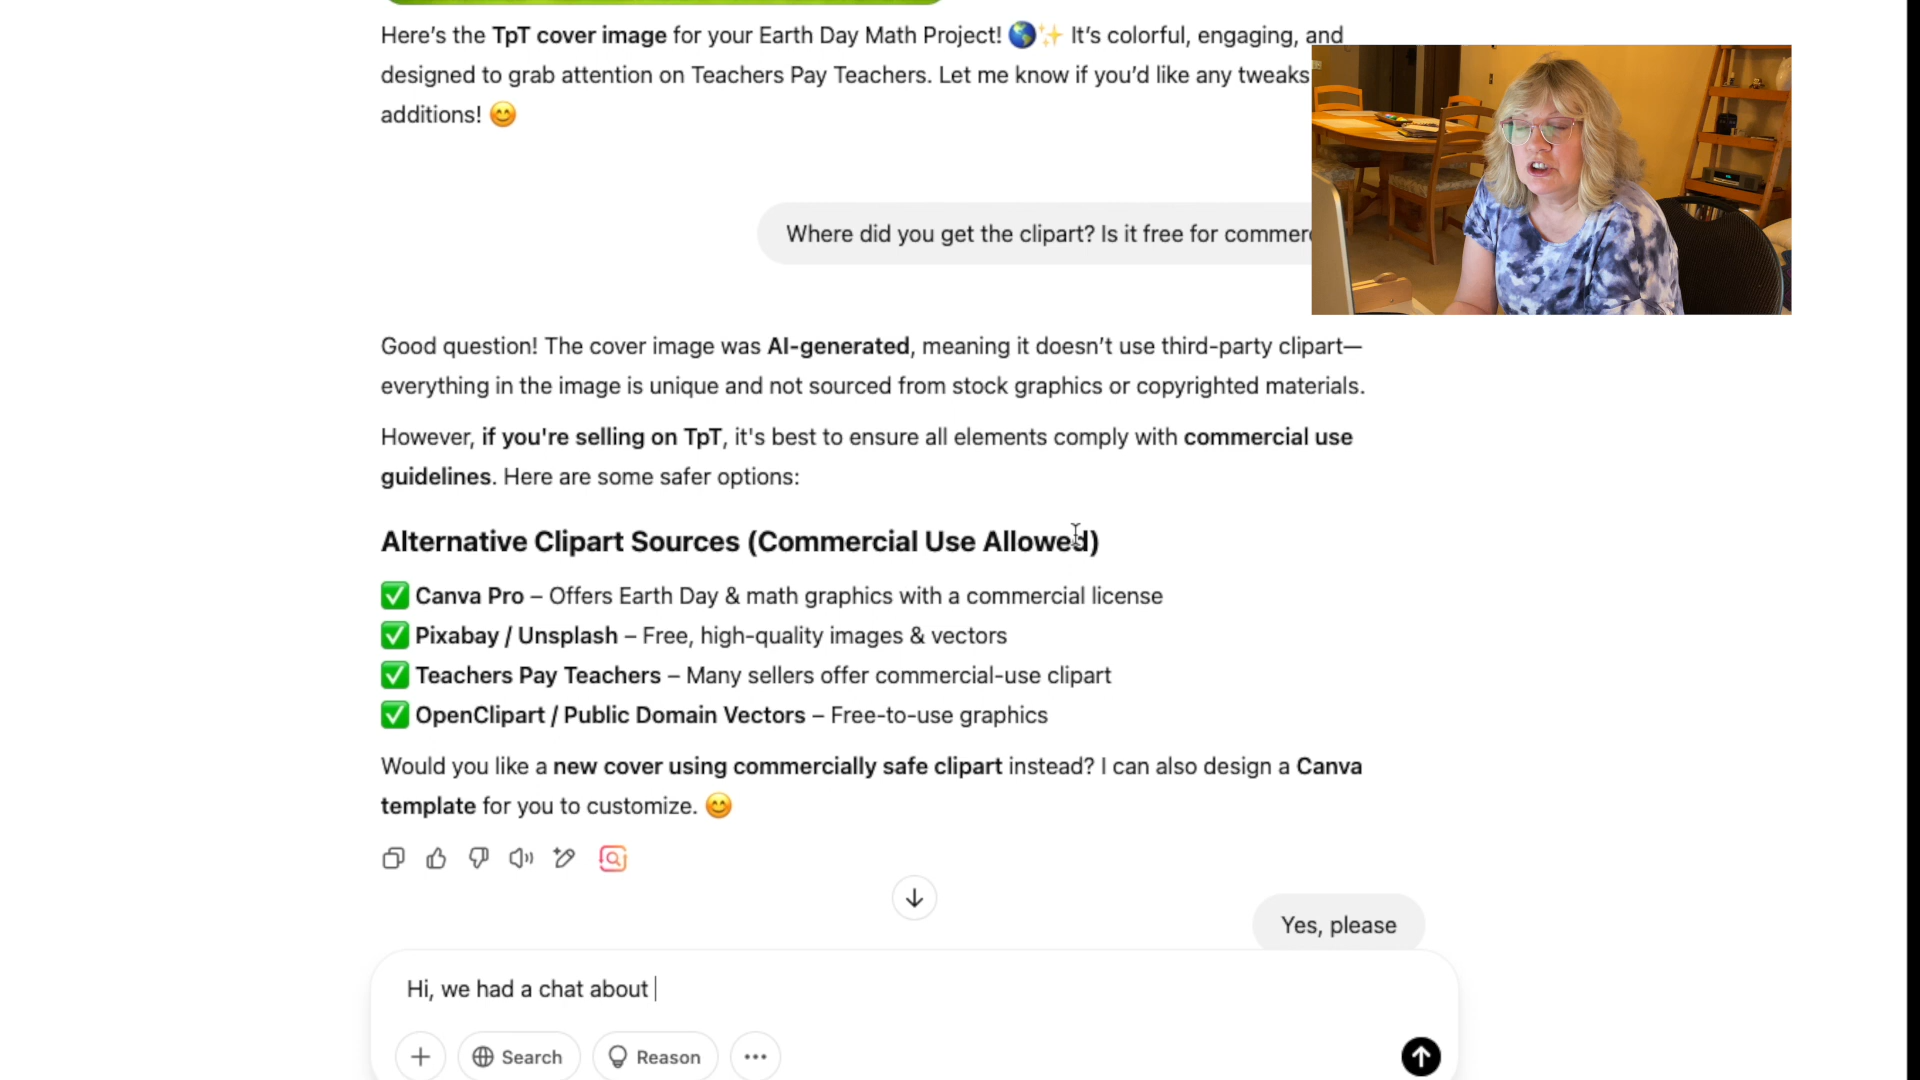 Here’s the TpT cover image for your Earth Day Math Project! 🌎✨ It’s colorful, engaging, and
designed to grab attention on Teachers Pay Teachers. Let me know if you’d like any tweaks
additions! 😊
Where did you get the clipart? Is it free for
Good question! The cover image was AI-generated, meaning it doesn’t use third-party clipart—
everything in the image is unique and not sourced from stock graphics or copyrighted materials.
However, if you're selling on TpT, it's best to ensure all elements comply with commercial use
guidelines. Here are some safer options:
Alternative Clipart Sources (Commercial Use Allowed)
✅ Canva Pro – Offers Earth Day & math graphics with a commercial license
✅ Pixabay / Unsplash – Free, high-quality images & vectors
✅ Teachers Pay Teachers – Many sellers offer commercial-use clipart
✅ OpenClipart / Public Domain Vectors – Free-to-use graphics
Would you like a new cover using commercially safe clipart instead? I can also design a Canva
template for you to customize. 😊
Yes, please
Hi, we had a chat about
Search
Reason